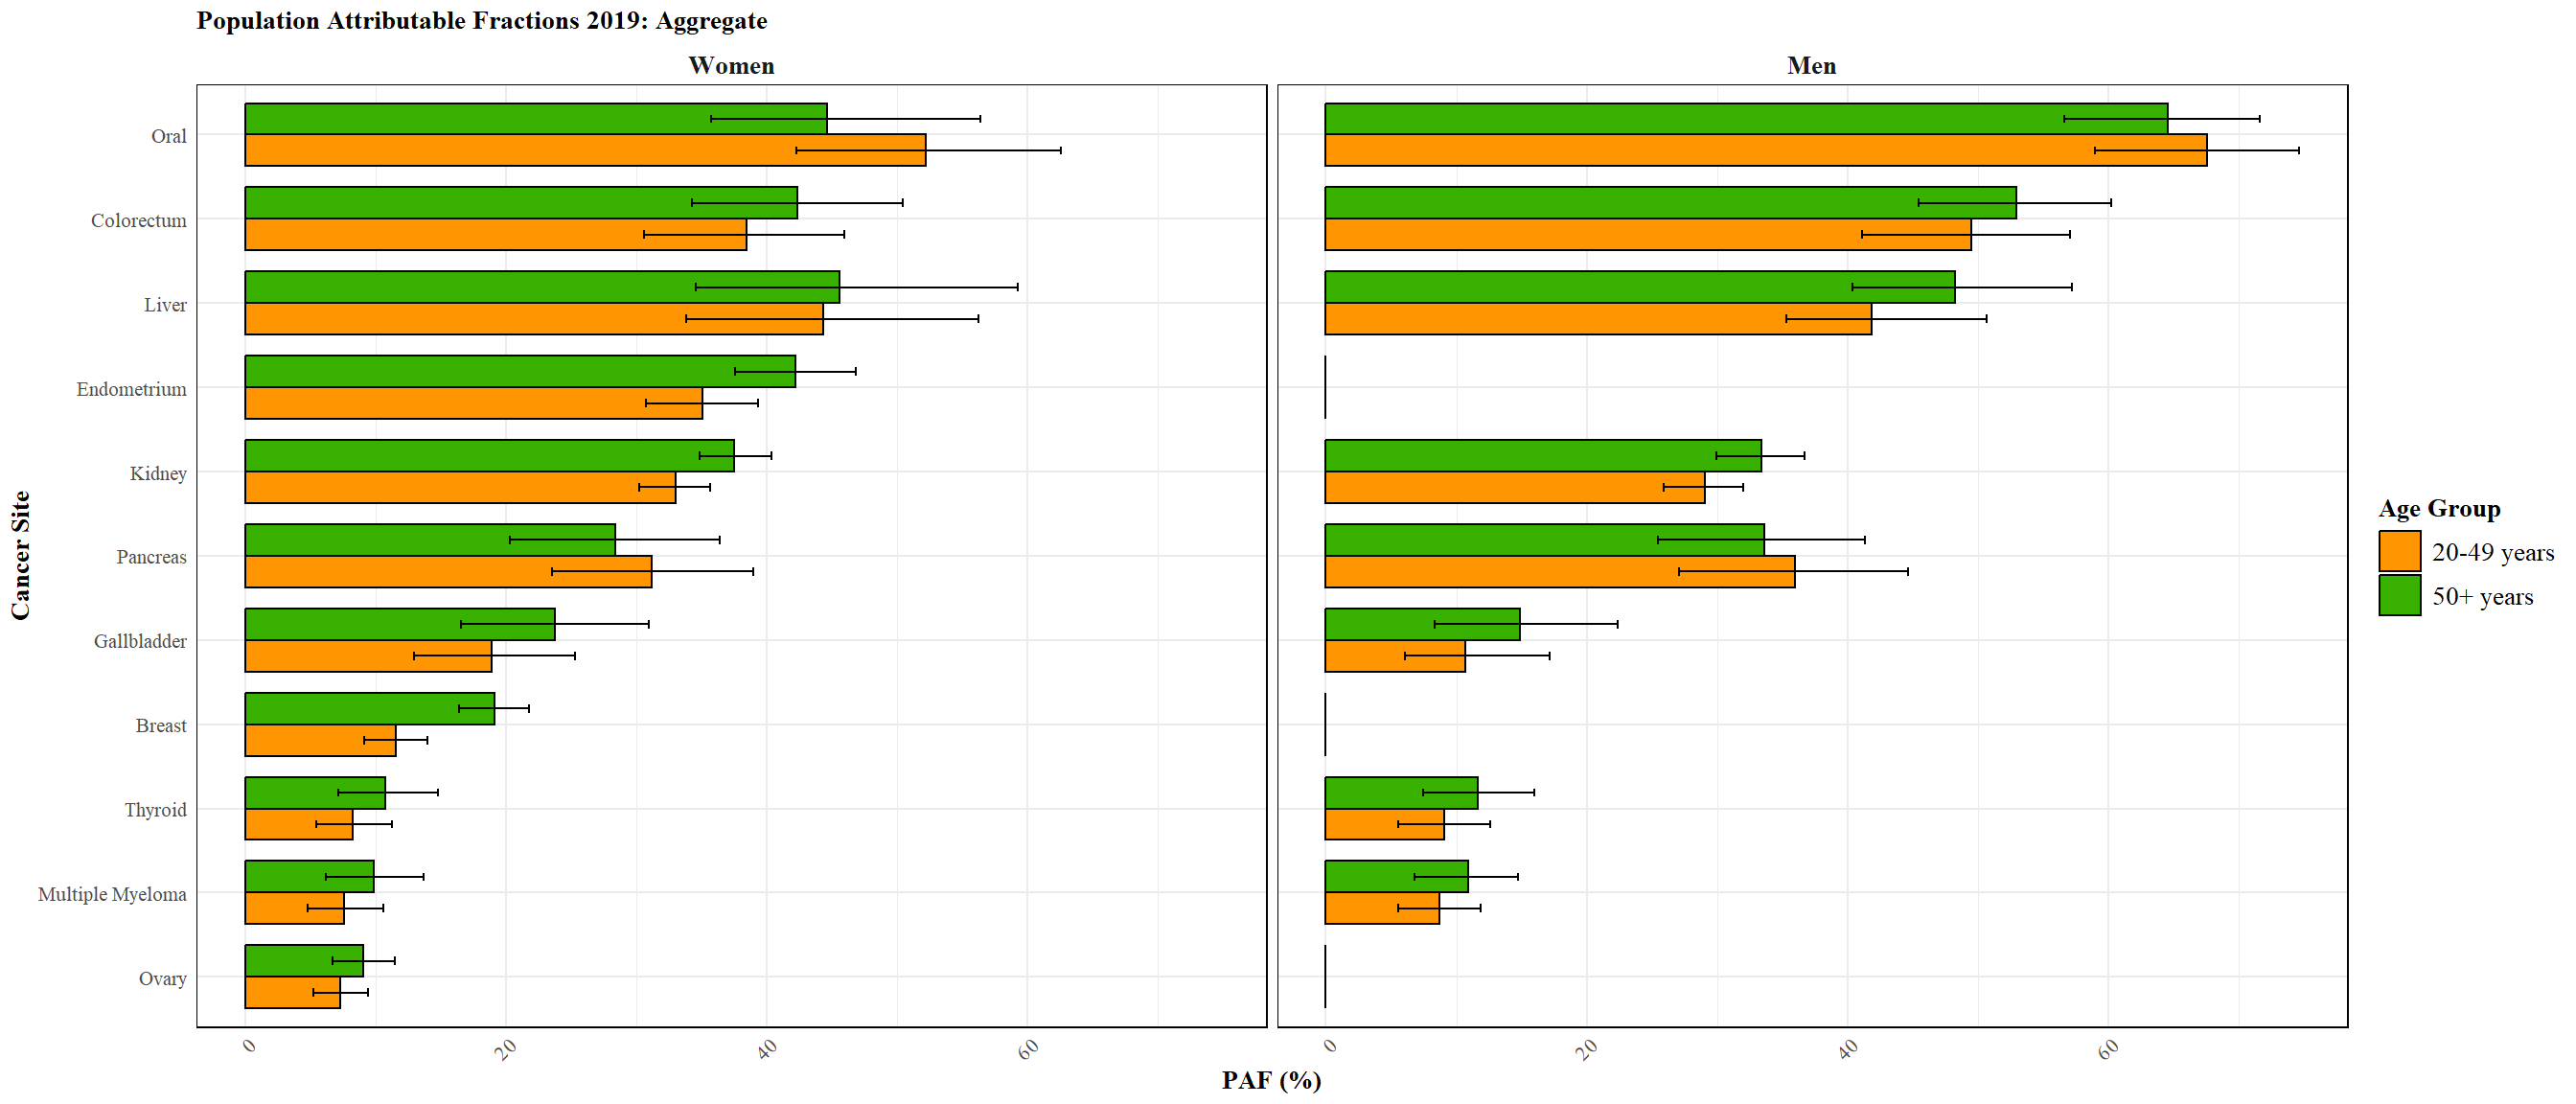 Population Attributable Fractions 2019: Aggregate
Women
Men
Cancer Site
Oral
Colorectum
Liver
Endometrium
Kidney
Pancreas
Gallbladder
Breast
Thyroid
Multiple Myeloma
Ovary
0
20
40
60
0
20
40
60
PAF (%)
Age Group
20-49 years
50+ years